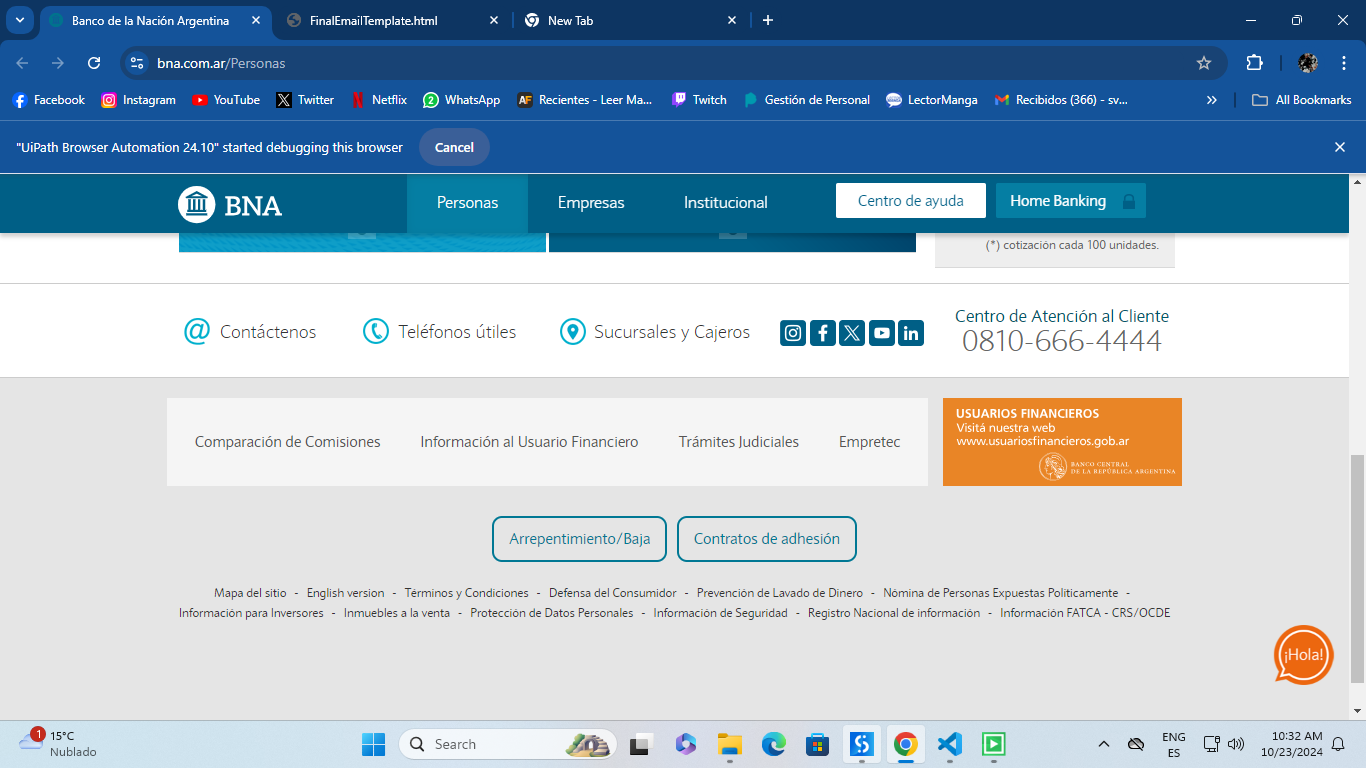 Banco de la Nación Argentina
FinalEmailTemplate.html
New Tab
bna.com.ar/Personas
Facebook
Instagram
YouTube
Twitter
Netflix
WhatsApp
Recientes - Leer Ma...
Twitch
Gestión de Personal
LectorManga
Recibidos (366) - sv...
All Bookmarks
"UiPath Browser Automation 24.10" started debugging this browser
Cancel
BNA
Personas
Empresas
Institucional
Centro de ayuda
Home Banking
(*) cotización cada 100 unidades.
Contáctenos
Teléfonos útiles
Sucursales y Cajeros
Centro de Atención al Cliente
0810-666-4444
Comparación de Comisiones
Información al Usuario Financiero
Trámites Judiciales
Empretec
USUARIOS FINANCIEROS
Visitá nuestra web
www.usuariosfinancieros.gob.ar
BANCO CENTRAL
DE LA REPÚBLICA ARGENTINA
Arrepentimiento/Baja
Contratos de adhesión
Mapa del sitio - English version - Términos y Condiciones - Defensa del Consumidor - Prevención de Lavado de Dinero - Nómina de Personas Expuestas Políticamente -
Información para Inversores - Inmuebles a la venta - Protección de Datos Personales - Información de Seguridad - Registro Nacional de información - Información FATCA - CRS/OCDE
¡Hola!
1
15°C
Nublado
Search
ENG
ES
10:32 AM
10/23/2024